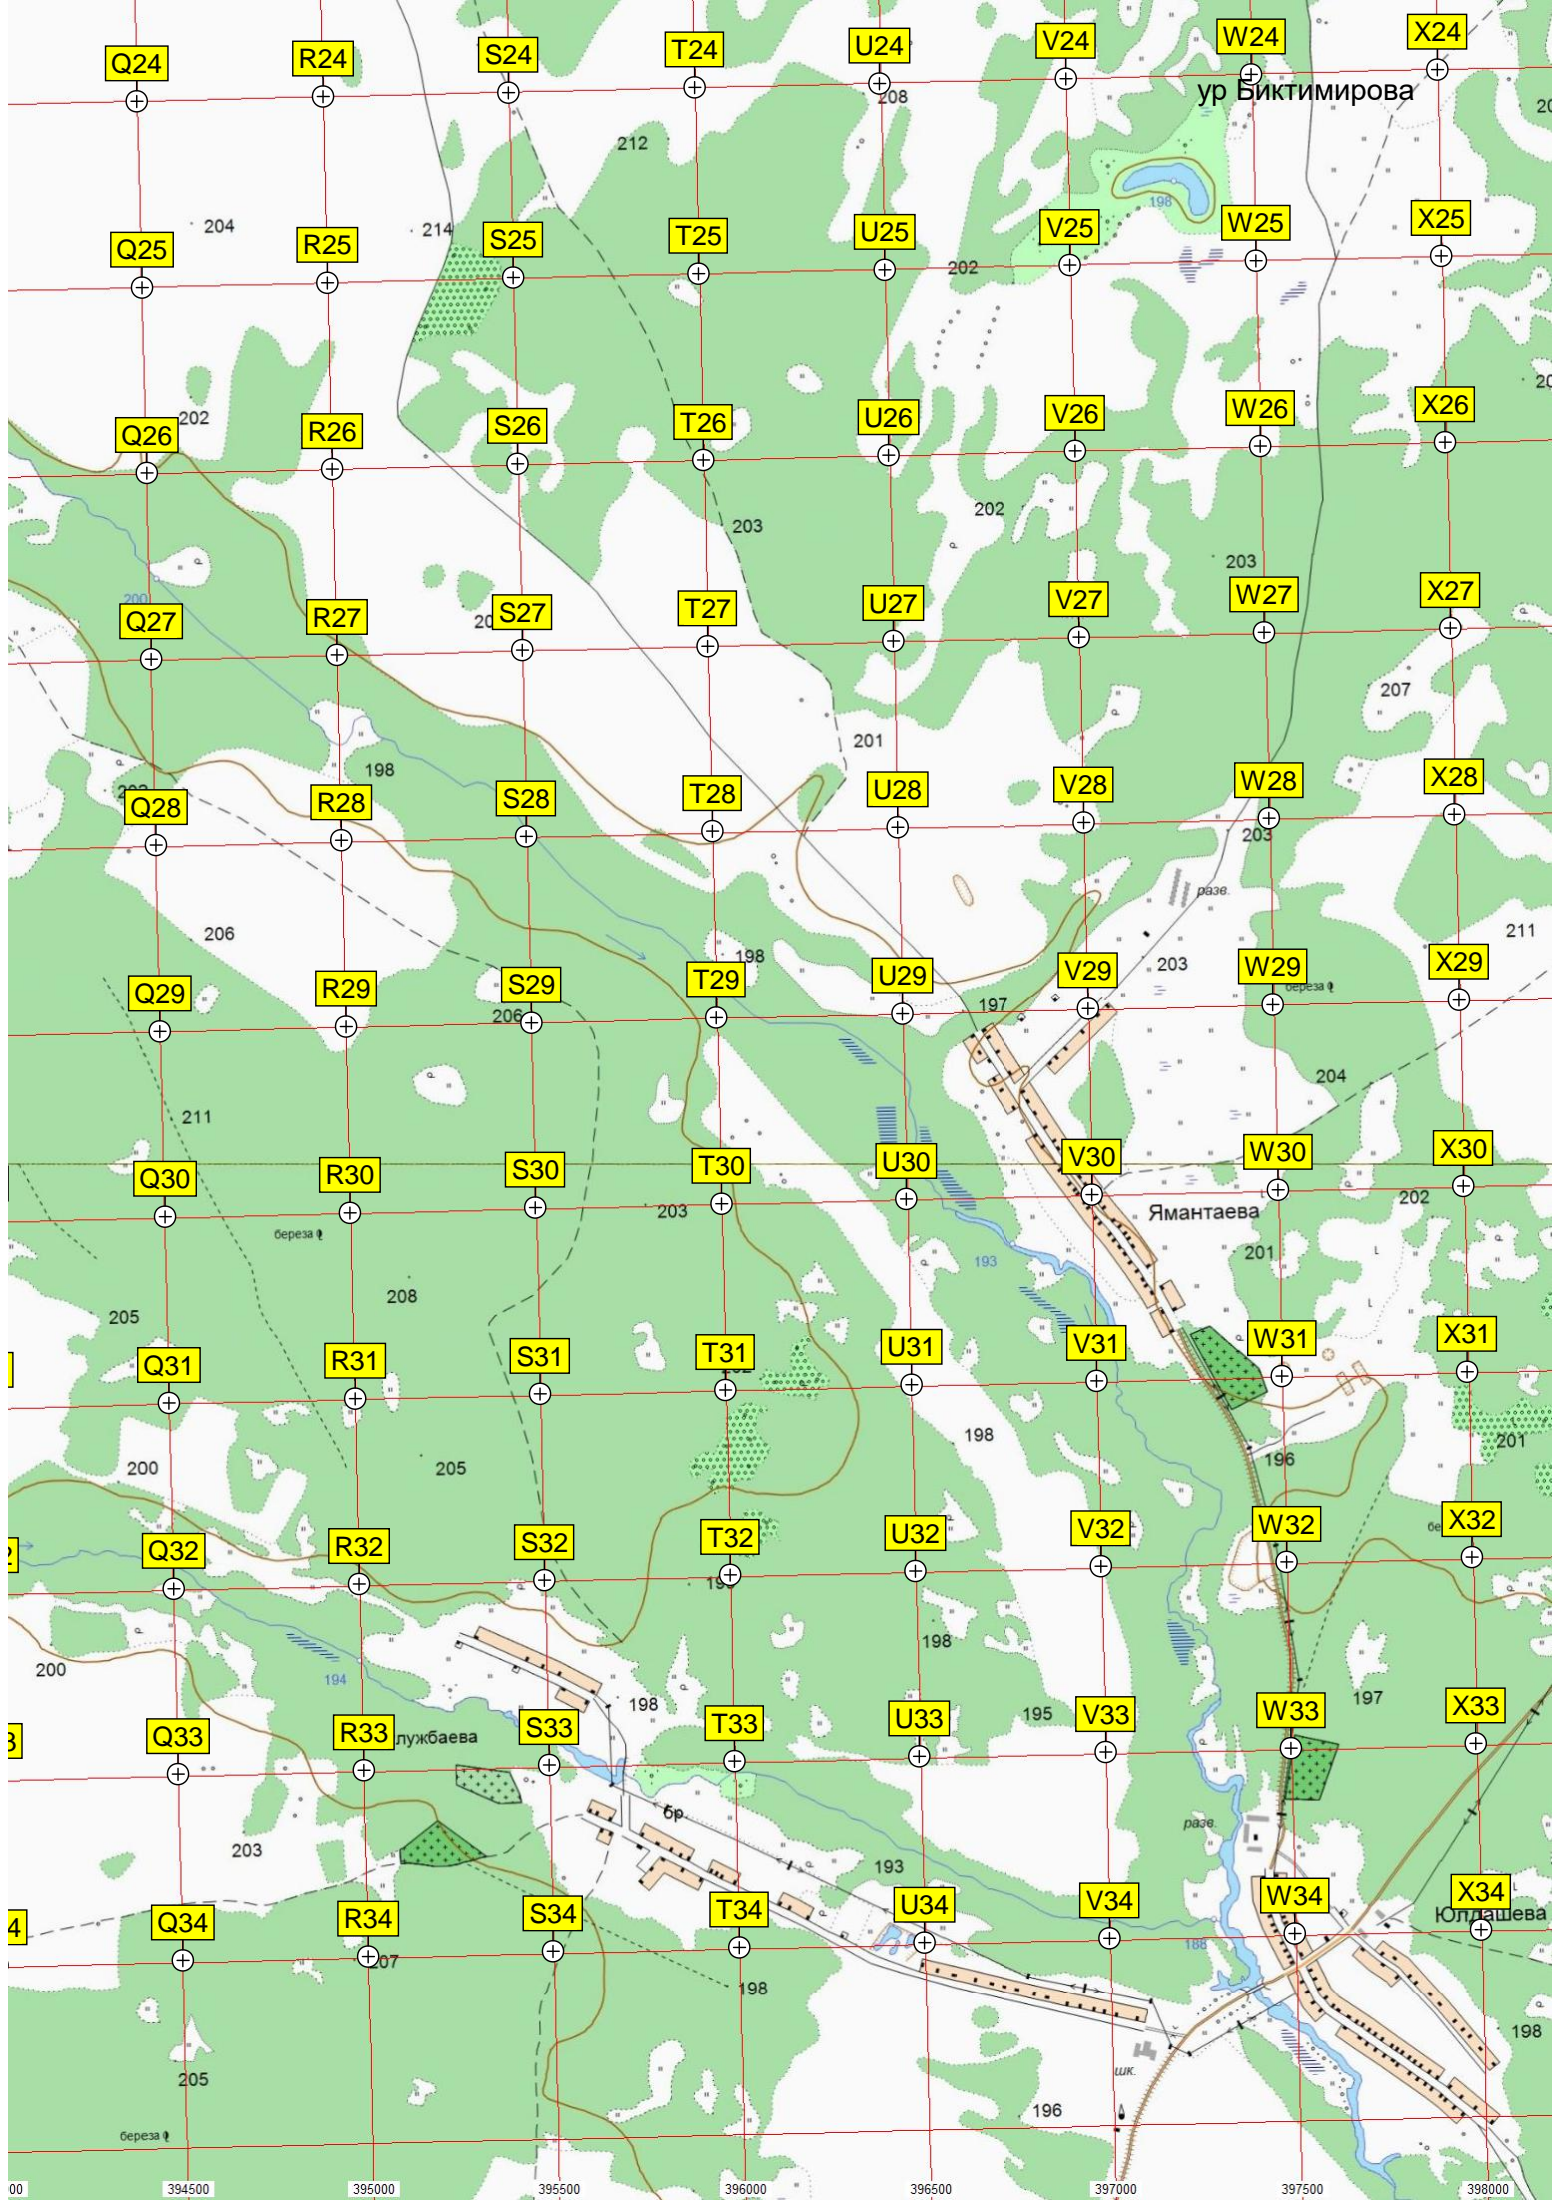 Q24 R24 S24 T24 U24 V24 W24 X24
ур Биктимирова
208
212
198
204 214 202
Q25 R25 S25 T25 U25 V25 W25 X25
202
Q26 R26 S26 T26 U26 V26 W26 X26
203 202 203
200
Q27 R27 S27 T27 U27 V27 W27 X27
207
201
198
Q28 R28 S28 T28 U28 V28 W28 X28
203
разв.
206 198 203 211
Q29 R29 S29 T29 U29 V29 W29 X29
береза
206 197
204
211
Q30 R30 S30 T30 U30 V30 W30 X30
203 Ямантаева 202
береза
193 201
208
205
Q31 R31 S31 T31 U31 V31 W31 X31
198 201
200 205 196
Q32 R32 S32 T32 U32 V32 W32 X32
198
200 194 198 195 197
Q33 R33 S33 T33 U33 V33 W33 X33
лужбаева
бр.
разв.
203 193
Q34 R34 S34 T34 U34 V34 W34 X34
Юлдашева
188
207 198
198
205 шк.
196
береза
394500 395000 395500 396000 396500 397000 397500 398000